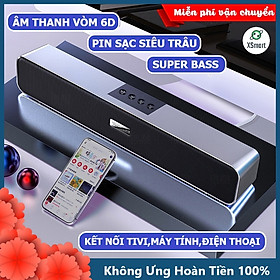 Miễn phí vận chuyển
XSmart
ÂM THANH VÒM 6D
PIN SẠC SIÊU TRÂU
SUPER BASS
KẾT NỐI TIVI,MÁY TÍNH,ĐIỆN THOẠI
Không Ưng Hoàn Tiền 100%